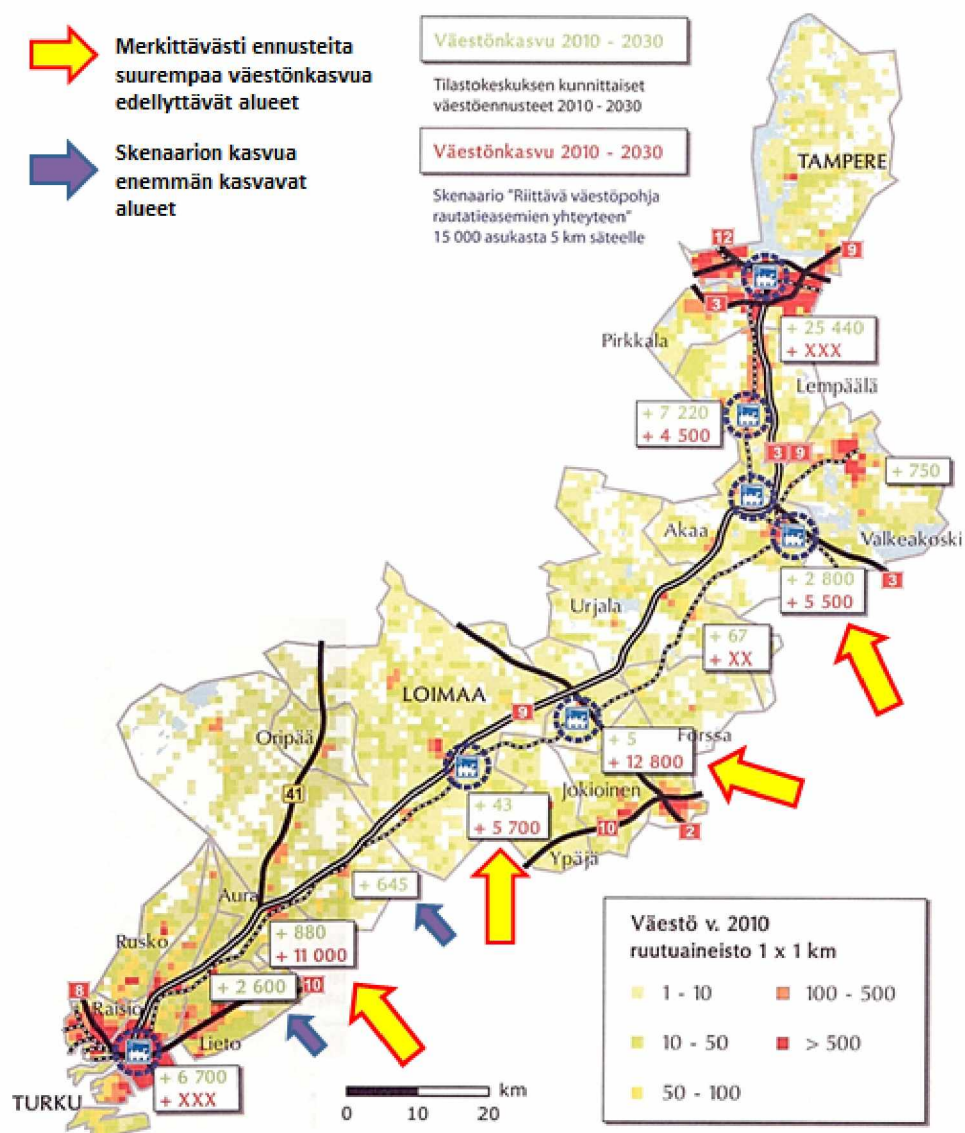 Merkittävästi ennusteita
suurempaa väestönkasvua
edellyttävät alueet
Skenaarion kasvua
enemmän kasvavat
alueet
Väestönkasvu 2010 - 2030
Tilastokeskuksen kunnittaiset
väestöennusteet 2010 - 2030
Väestönkasvu 2010 - 2030
Skenaario "Riittävä väestöpohja
rautatieasemien yhteyteen"
15 000 asukasta 5 km säteelle
TAMPERE
12
9
3
Pirkkala
+ 25 440
+ XXX
Lempäälä
+ 7 220
+ 4 500
3 9
+ 750
Akaa
Valkeakoski
3
+ 2 800
+ 5 500
Urjala
+ 67
+ XX
LOIMAA
9
Oripää
+ 5
+ 12 800
Forssa
41
Jokioinen
+ 43
+ 5 700
10
2
Ypäjä
+ 645
Aura
+ 880
+ 11 000
Rusko
+ 2 600
10
8
Raisio
Lieto
TURKU
+ 6 700
+ XXX
km
0 10 20
Väestö v. 2010
ruutuaineisto 1 x 1 km
1 - 10
100 - 500
10 - 50
> 500
50 - 100